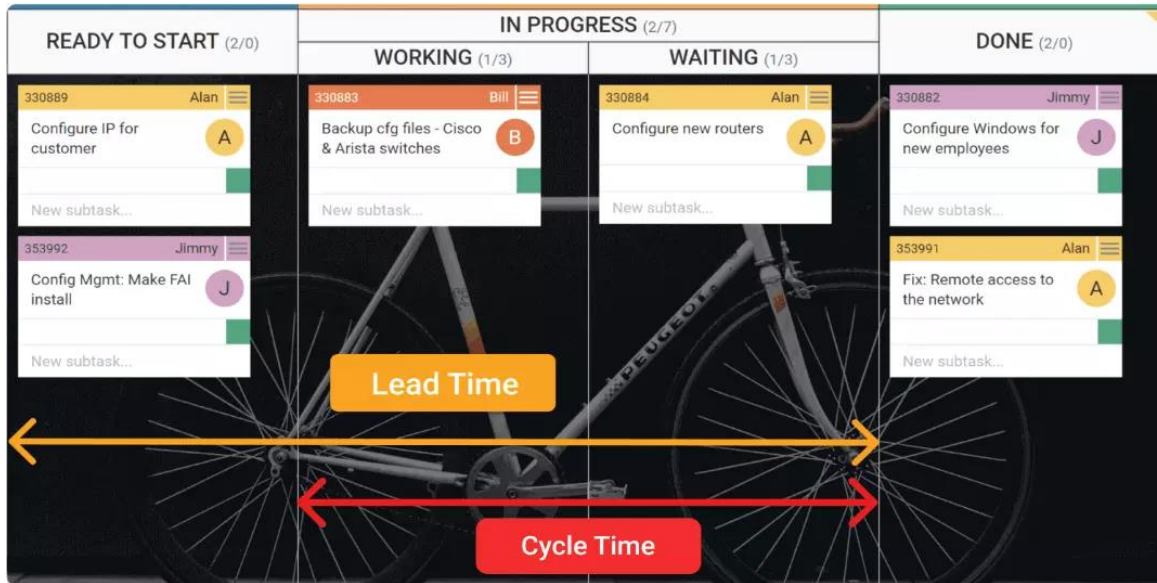 READY TO START (2/0)
IN PROGRESS (2/7)
WORKING (1/3)
WAITING (1/3)
DONE (2/0)
330889 Alan
Configure IP for
customer
A
New subtask...
353992 Jimmy
Config Mgmt: Make FAI
install
J
New subtask...
330883 Bill
Backup cfg files - Cisco
& Arista switches
B
New subtask...
330884 Alan
Configure new routers
A
New subtask...
330882 Jimmy
Configure Windows for
new employees
J
New subtask...
353991 Alan
Fix: Remote access to
the network
A
New subtask...
PEUGEOT
Lead Time
Cycle Time